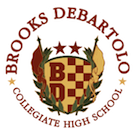 BROOKS DEBARTOLO
BD
COLLEGIATE HIGH SCHOOL